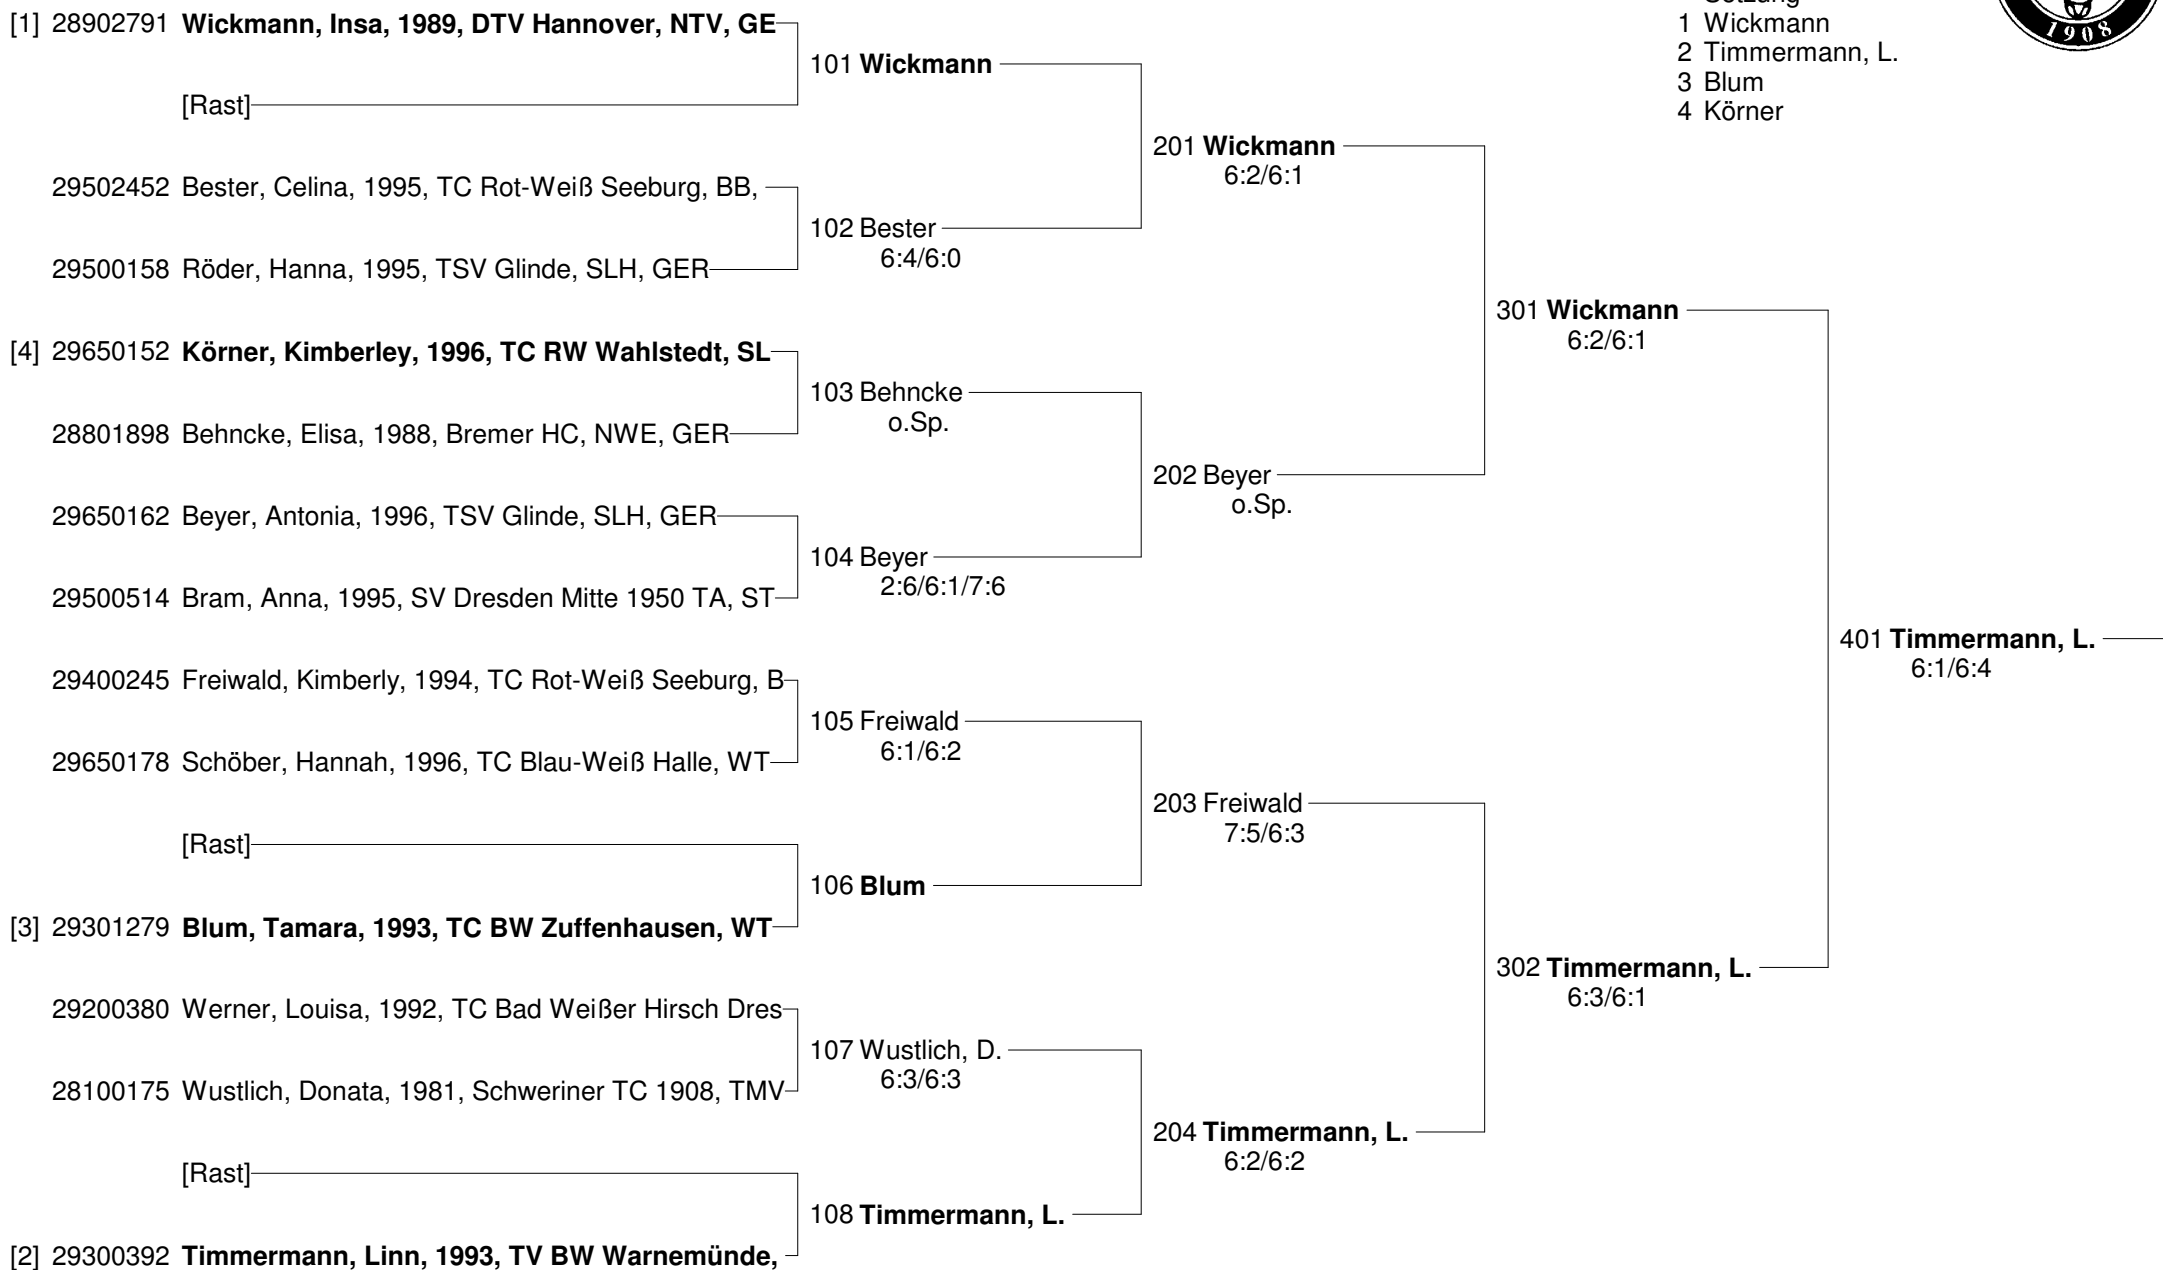 Setzung
1 Wickmann
2 Timmermann, L.
3 Blum
4 Körner
1908
[1] 28902791 Wickmann, Insa, 1989, DTV Hannover, NTV, GE
101 Wickmann
[Rast]
201 Wickmann
6:2/6:1
29502452 Bester, Celina, 1995, TC Rot-Weiß Seeburg, BB,
102 Bester
6:4/6:0
29500158 Röder, Hanna, 1995, TSV Glinde, SLH, GER
301 Wickmann
6:2/6:1
[4] 29650152 Körner, Kimberley, 1996, TC RW Wahlstedt, SL
103 Behncke
o.Sp.
28801898 Behncke, Elisa, 1988, Bremer HC, NWE, GER
202 Beyer
o.Sp.
29650162 Beyer, Antonia, 1996, TSV Glinde, SLH, GER
104 Beyer
2:6/6:1/7:6
29500514 Bram, Anna, 1995, SV Dresden Mitte 1950 TA, ST
401 Timmermann, L.
6:1/6:4
29400245 Freiwald, Kimberly, 1994, TC Rot-Weiß Seeburg, B
105 Freiwald
6:1/6:2
29650178 Schöber, Hannah, 1996, TC Blau-Weiß Halle, WT
203 Freiwald
7:5/6:3
[Rast]
106 Blum
[3] 29301279 Blum, Tamara, 1993, TC BW Zuffenhausen, WT
302 Timmermann, L.
6:3/6:1
29200380 Werner, Louisa, 1992, TC Bad Weißer Hirsch Dres
107 Wustlich, D.
6:3/6:3
28100175 Wustlich, Donata, 1981, Schweriner TC 1908, TMV
204 Timmermann, L.
6:2/6:2
[Rast]
108 Timmermann, L.
[2] 29300392 Timmermann, Linn, 1993, TV BW Warnemünde,